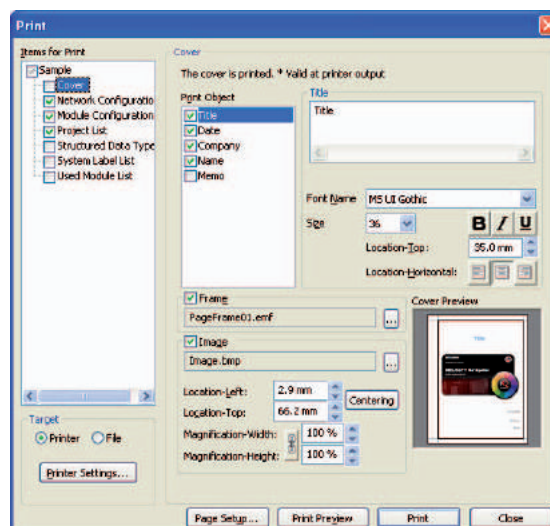 Print
Items for Print
Sample
Cover
Network Configuratio
Module Configuration
Project List
Structured Data Type
System Label List
Used Module List
Target
Printer
File
Printer Settings...
Cover
The cover is printed. * Valid at printer output
Print Object
Title
Date
Company
Name
Memo
Title
Title
Font Name
MS UI Gothic
Size
36
B I U
Location-Top:
35.0 mm
Location-Horizontal:
Frame
PageFrame01.emf
...
Image
Image.bmp
...
Location-Left:
2.9 mm
Location-Top:
66.2 mm
Centering
Magnification-Width:
100 %
Magnification-Height:
100 %
Cover Preview
Title
Page Setup...
Print Preview
Print
Close